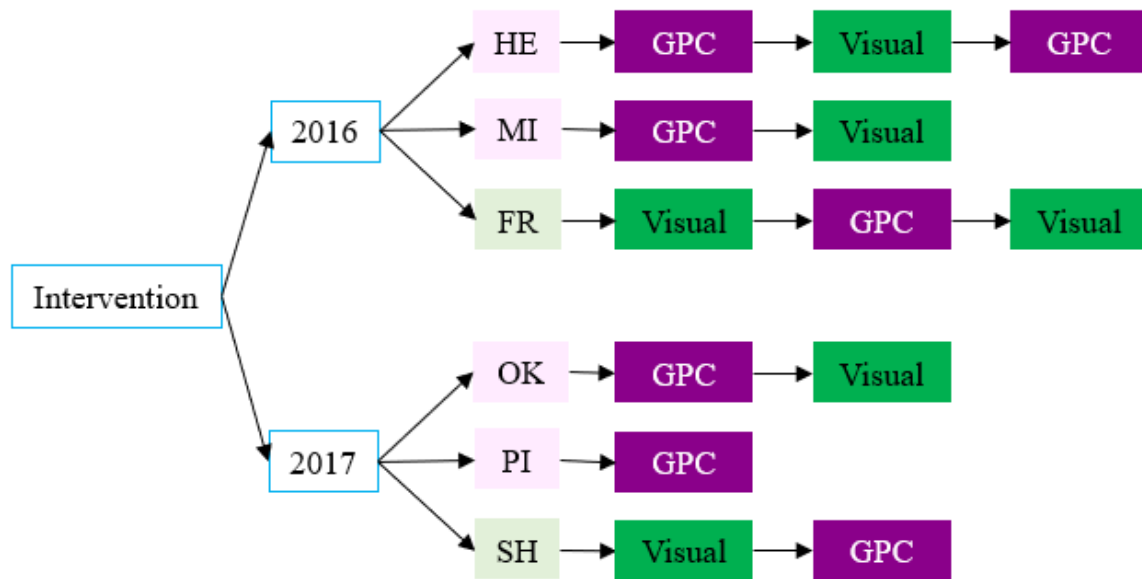 HE GPC Visual GPC
2016 MI GPC Visual
FR Visual GPC Visual
Intervention
OK GPC Visual
2017 PI GPC
SH Visual GPC